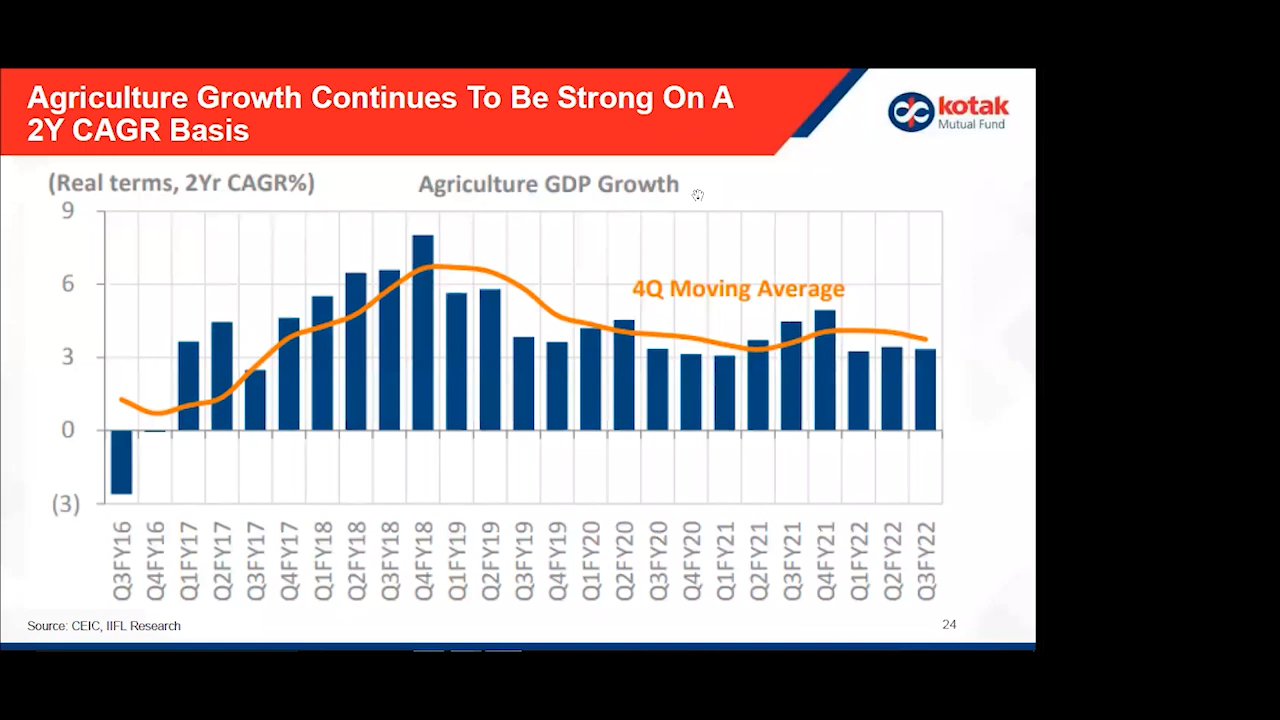 Agriculture Growth Continues To Be Strong On A
2Y CAGR Basis
kotak
Mutual Fund
(Real terms, 2Yr CAGR%)
Agriculture GDP Growth
9
6
3
0
(3)
4Q Moving Average
Q3FY16
Q4FY16
Q1FY17
Q2FY17
Q3FY17
Q4FY17
Q1FY18
Q2FY18
Q3FY18
Q4FY18
Q1FY19
Q2FY19
Q3FY19
Q4FY19
Q1FY20
Q2FY20
Q3FY20
Q4FY20
Q1FY21
Q2FY21
Q3FY21
Q4FY21
Q1FY22
Q2FY22
Q3FY22
Source: CEIC, IIFL Research
24